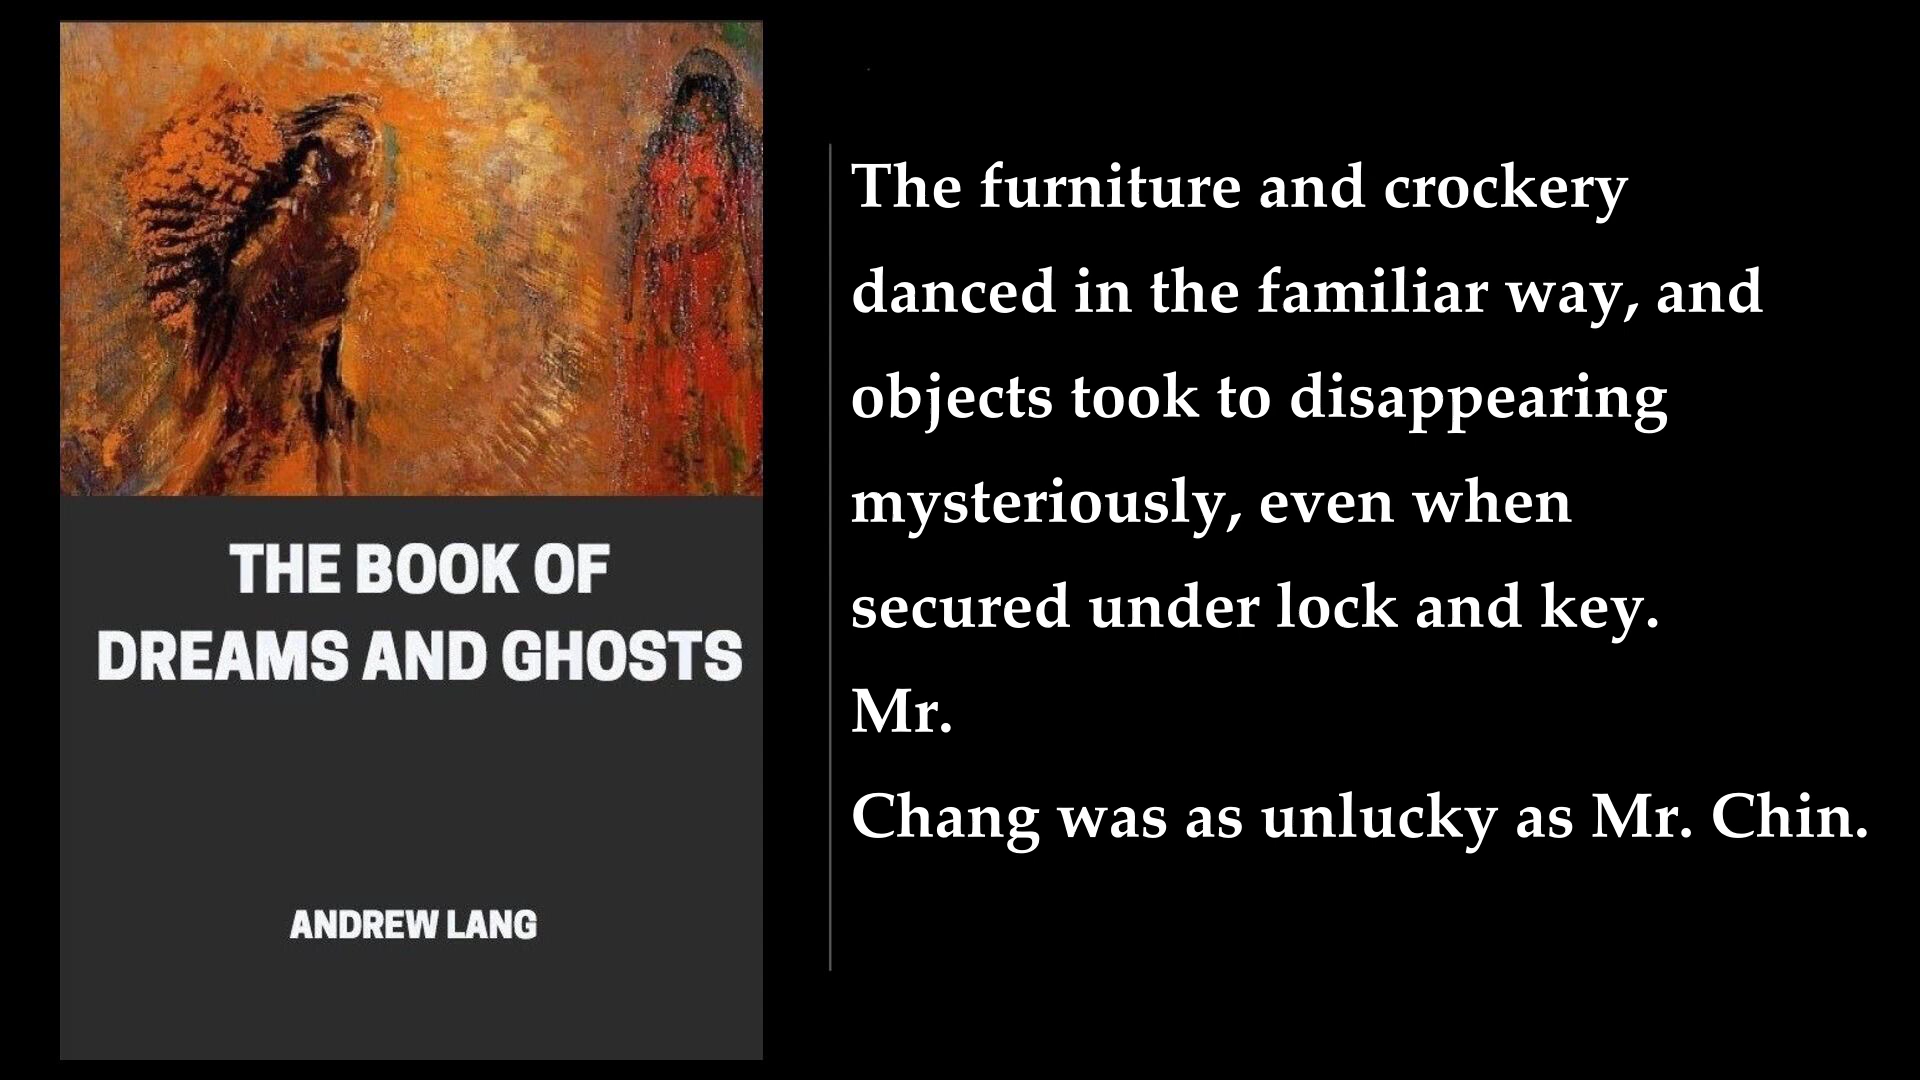 THE BOOK OF
DREAMS AND GHOSTS
ANDREW LANG
The furniture and crockery
danced in the familiar way, and
objects took to disappearing
mysteriously, even when
secured under lock and key.
Mr.
Chang was as unlucky as Mr. Chin.